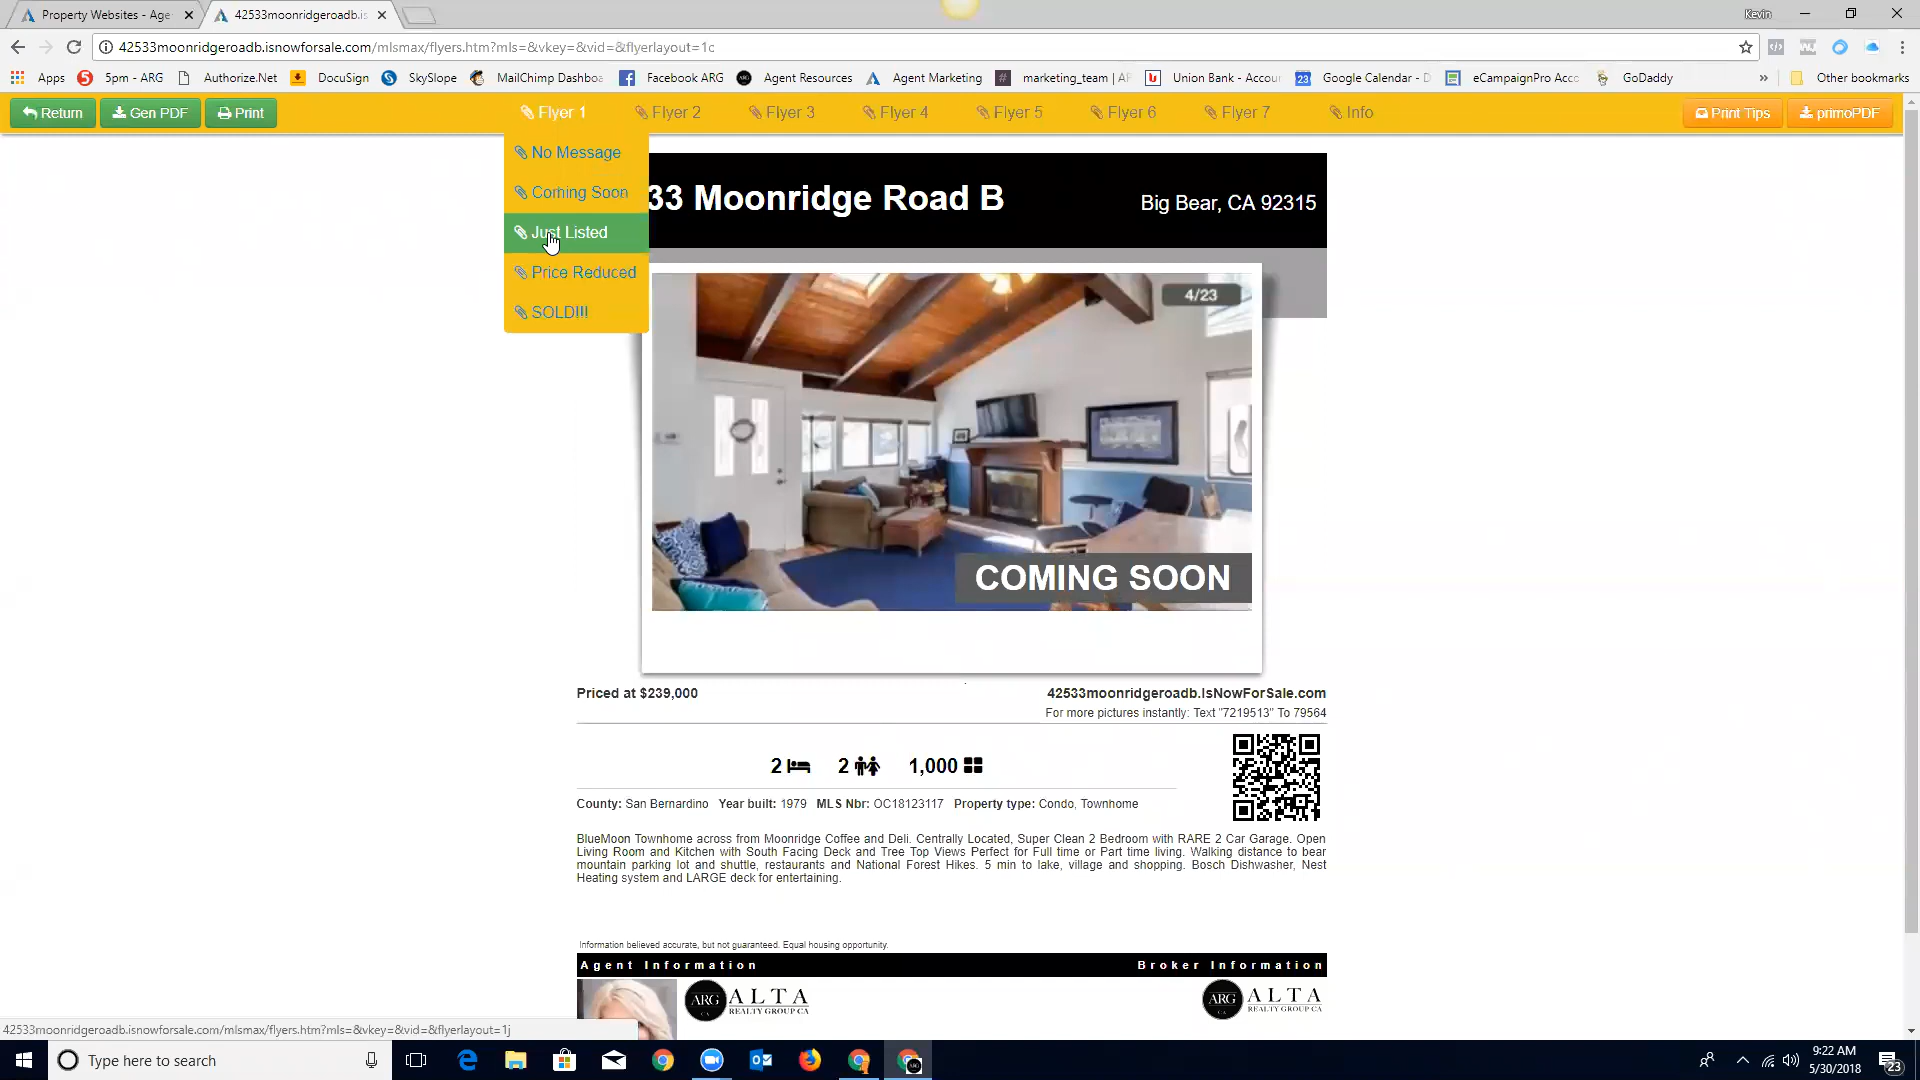 Property Websites - Age
42533moonridgeroadb.is
Kevin
42533moonridgeroadb.isnowforsale.com/mlsmax/flyers.htm?mls=&vkey=&vid=&flyerlayout=1c
Apps
5pm - ARG
Authorize.Net
DocuSign
SkySlope
MailChimp Dashboa
Facebook ARG
Agent Resources
Agent Marketing
marketing_team | AR
Union Bank - Accou
Google Calendar - D
eCampaignPro Acco
GoDaddy
» Other bookmarks
Return
Gen PDF
Print
Flyer 1
Flyer 2
Flyer 3
Flyer 4
Flyer 5
Flyer 6
Flyer 7
Info
Print Tips
primoPDF
No Message
Coming Soon
Just Listed
Price Reduced
SOLD!!!
33 Moonridge Road B
Big Bear, CA 92315
4/23
COMING SOON
Priced at $239,000
42533moonridgeroadb.IsNowForSale.com
For more pictures instantly: Text "7219513" To 79564
2 2 1,000
County: San Bernardino Year built: 1979 MLS Nbr: OC18123117 Property type: Condo, Townhome
BlueMoon Townhome across from Moonridge Coffee and Deli. Centrally Located, Super Clean 2 Bedroom with RARE 2 Car Garage. Open
Living Room and Kitchen with South Facing Deck and Tree Top Views Perfect for Full time or Part time living. Walking distance to bear
mountain parking lot and shuttle, restaurants and National Forest Hikes. 5 min to lake, village and shopping. Bosch Dishwasher, Nest
Heating system and LARGE deck for entertaining.
Information believed accurate, but not guaranteed. Equal housing opportunity.
Agent Information
Broker Information
ARG CA ALTA
REALTY GROUP CA
ARG CA ALTA
REALTY GROUP CA
42533moonridgeroadb.isnowforsale.com/mlsmax/flyers.htm?mls=&vkey=&vid=&flyerlayout=1j
Type here to search
9:22 AM
5/30/2018
23